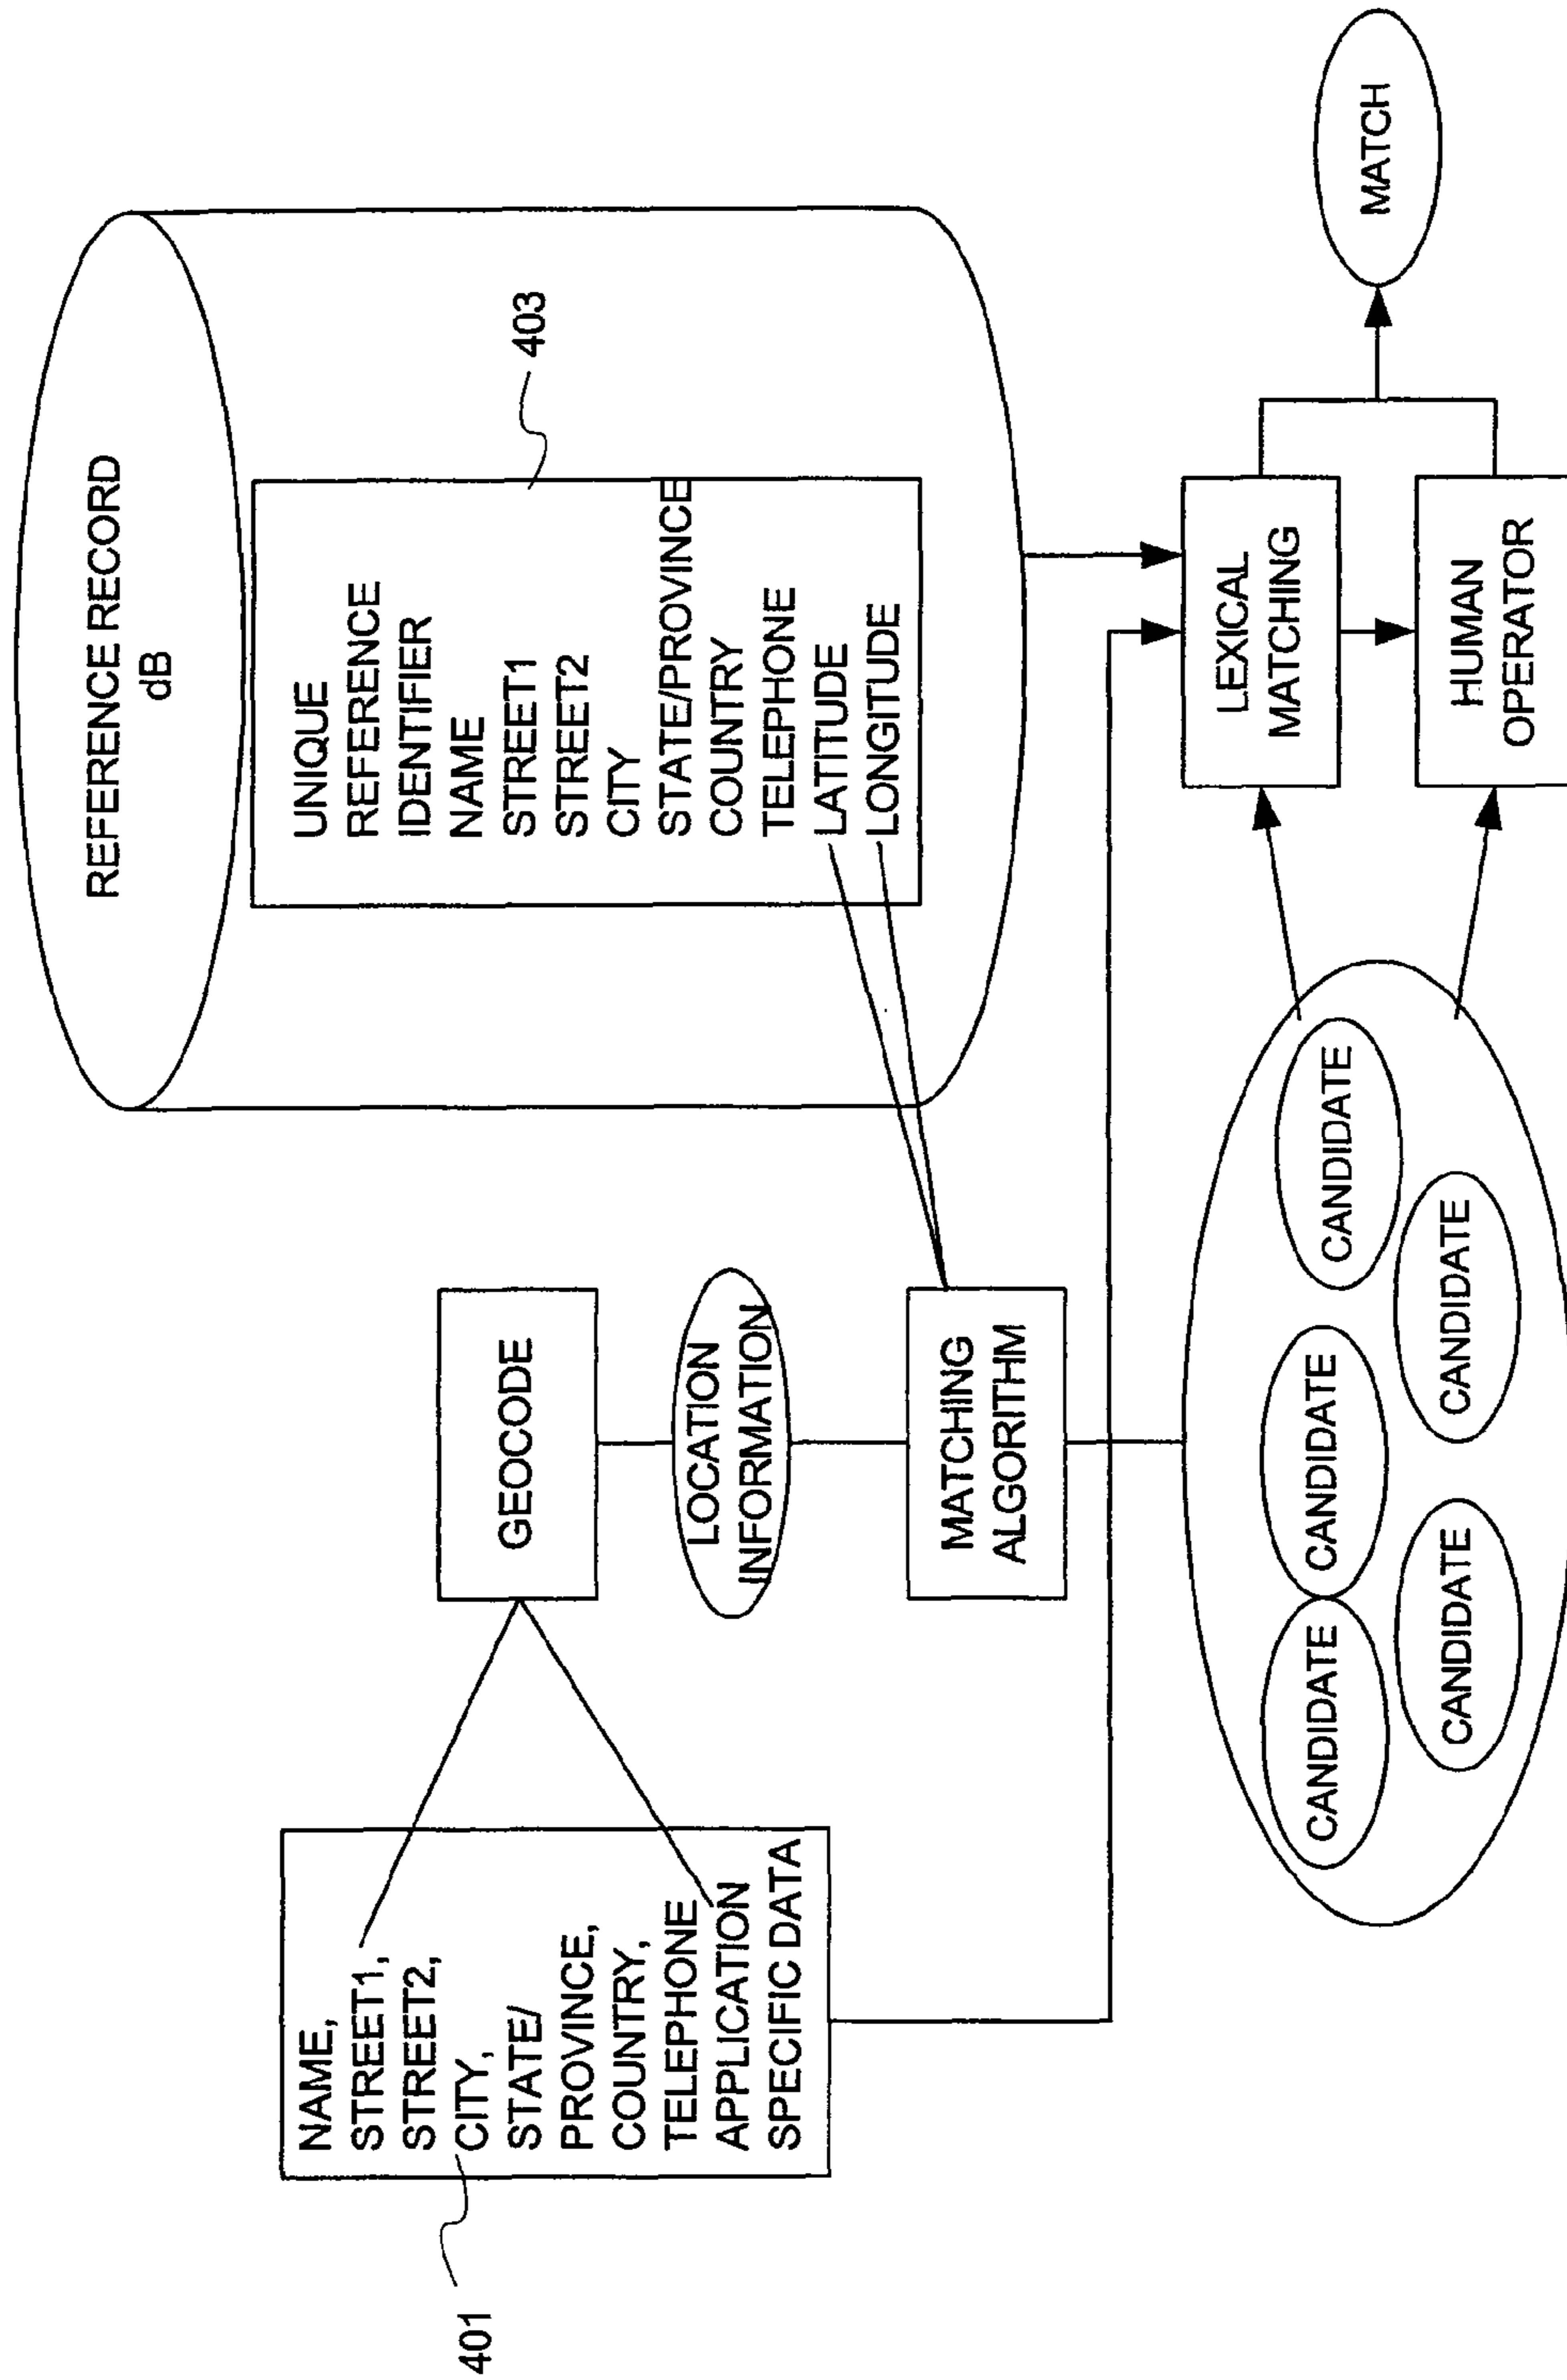 401
NAME,
STREET1,
STREET2,
CITY,
STATE/
PROVINCE,
COUNTRY,
TELEPHONE
APPLICATION
SPECIFIC DATA
GEOCODE
LOCATION
INFORMATION
MATCHING
ALGORITHM
REFERENCE RECORD
dB
UNIQUE
REFERENCE
IDENTIFIER
NAME
STREET1
STREET2
CITY
STATE/PROVINCE
COUNTRY
TELEPHONE
LATITUDE
LONGITUDE
403
CANDIDATE
CANDIDATE
CANDIDATE
CANDIDATE
CANDIDATE
LEXICAL
MATCHING
HUMAN
OPERATOR
MATCH